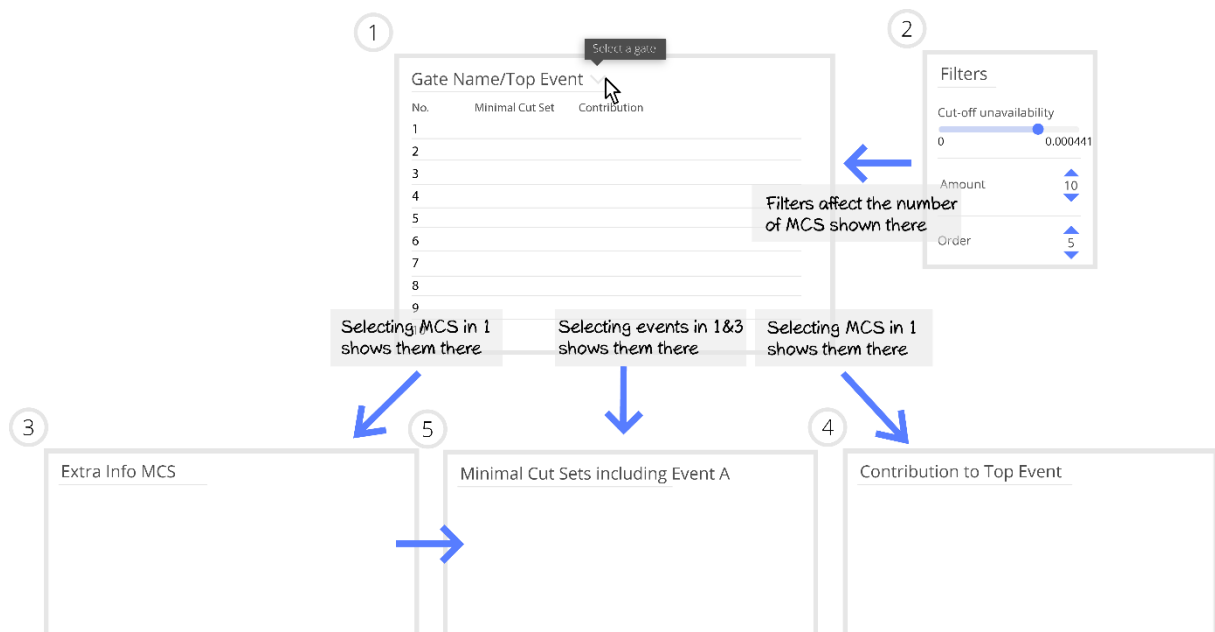 1
2
Select a gate
Gate Name/Top Event
No. Minimal Cut Set Contribution
1
2
3
4
5
6
7
8
9
10
Filters
Cut-off unavailability
0 0.000441
Amount 10
Order 5
Filters affect the number
of MCS shown there
Selecting MCS in 1
shows them there
Selecting events in 1&3
shows them there
Selecting MCS in 1
shows them there
3
Extra Info MCS
5
Minimal Cut Sets including Event A
4
Contribution to Top Event